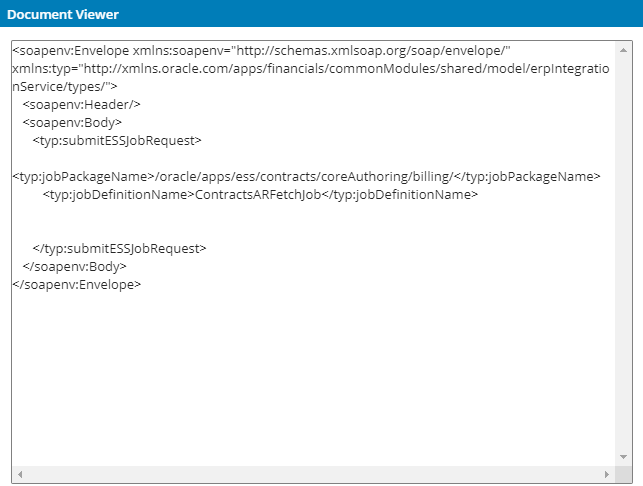 Document Viewer
<soapenv:Envelope xmlns:soapenv="http://schemas.xmlsoap.org/soap/envelope/"
xmlns:typ="http://xmlns.oracle.com/apps/financials/commonModules/shared/model/erpIntegratio
nService/types/">
<soapenv:Header/>
<soapenv:Body>
<typ:submitESSJobRequest>
<typ:jobPackageName>/oracle/apps/ess/contracts/coreAuthoring/billing/</typ:jobPackageName>
<typ:jobDefinitionName>ContractsARFetchJob</typ:jobDefinitionName>
</typ:submitESSJobRequest>
</soapenv:Body>
</soapenv:Envelope>